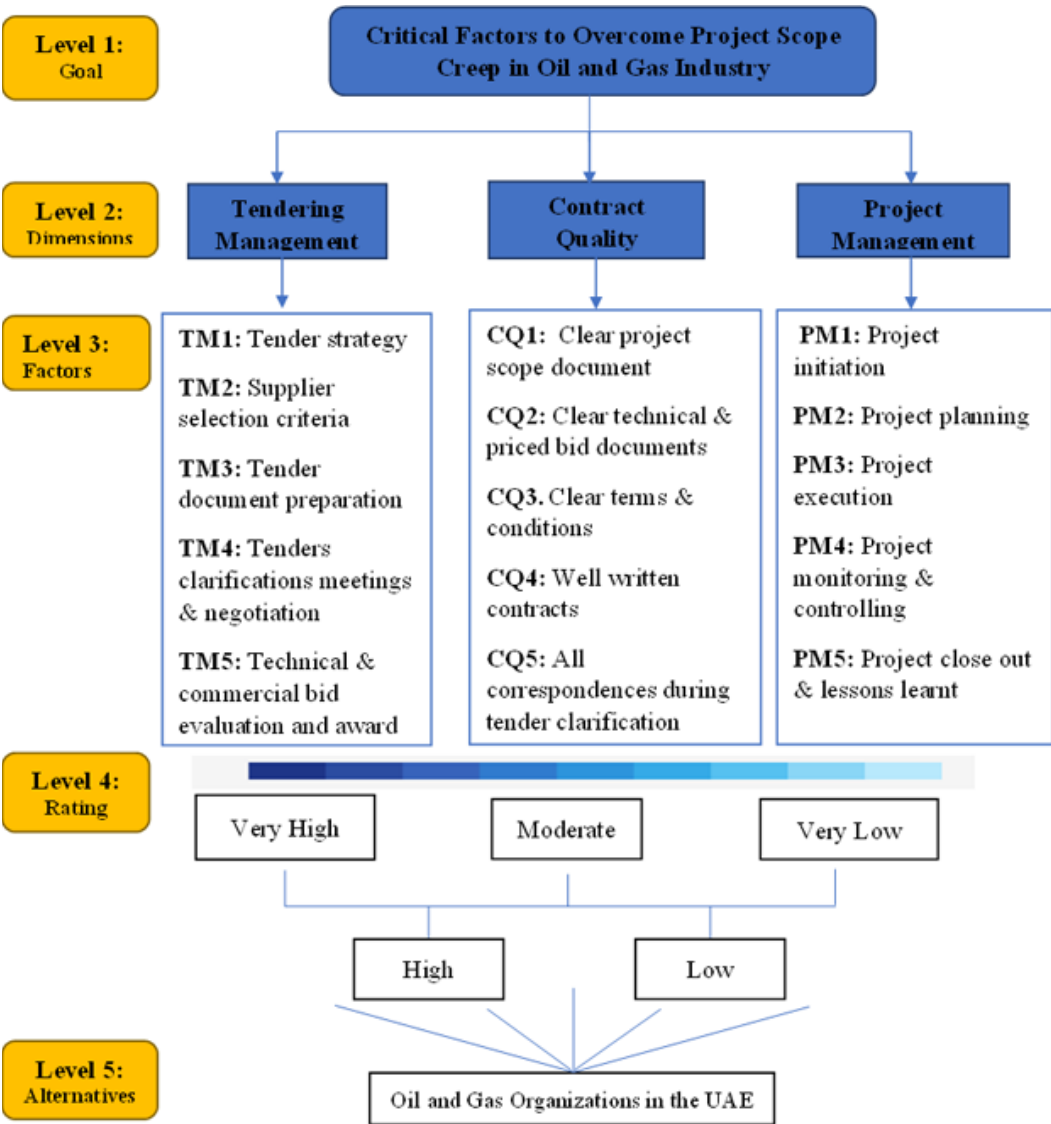 Level 1:
Goal
Critical Factors to Overcome Project Scope
Creep in Oil and Gas Industry
Level 2:
Dimensions
Tendering
Management
Contract
Quality
Project
Management
Level 3:
Factors
TM1: Tender strategy
TM2: Supplier
selection criteria
TM3: Tender
document preparation
TM4: Tenders
clarifications meetings
& negotiation
TM5: Technical &
commercial bid
evaluation and award
CQ1: Clear project
scope document
CQ2: Clear technical &
priced bid documents
CQ3. Clear terms &
conditions
CQ4: Well written
contracts
CQ5: All
correspondences during
tender clarification
PM1: Project
initiation
PM2: Project planning
PM3: Project
execution
PM4: Project
monitoring &
controlling
PM5: Project close out
& lessons learnt
Level 4:
Rating
Very High
Moderate
Very Low
High
Low
Level 5:
Alternatives
Oil and Gas Organizations in the UAE